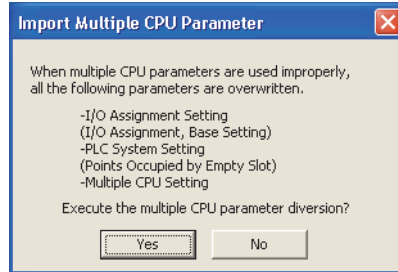 Import Multiple CPU Parameter
When multiple CPU parameters are used improperly,
all the following parameters are overwritten.
-I/O Assignment Setting
(I/O Assignment, Base Setting)
-PLC System Setting
(Points Occupied by Empty Slot)
-Multiple CPU Setting
Execute the multiple CPU parameter diversion?
Yes No